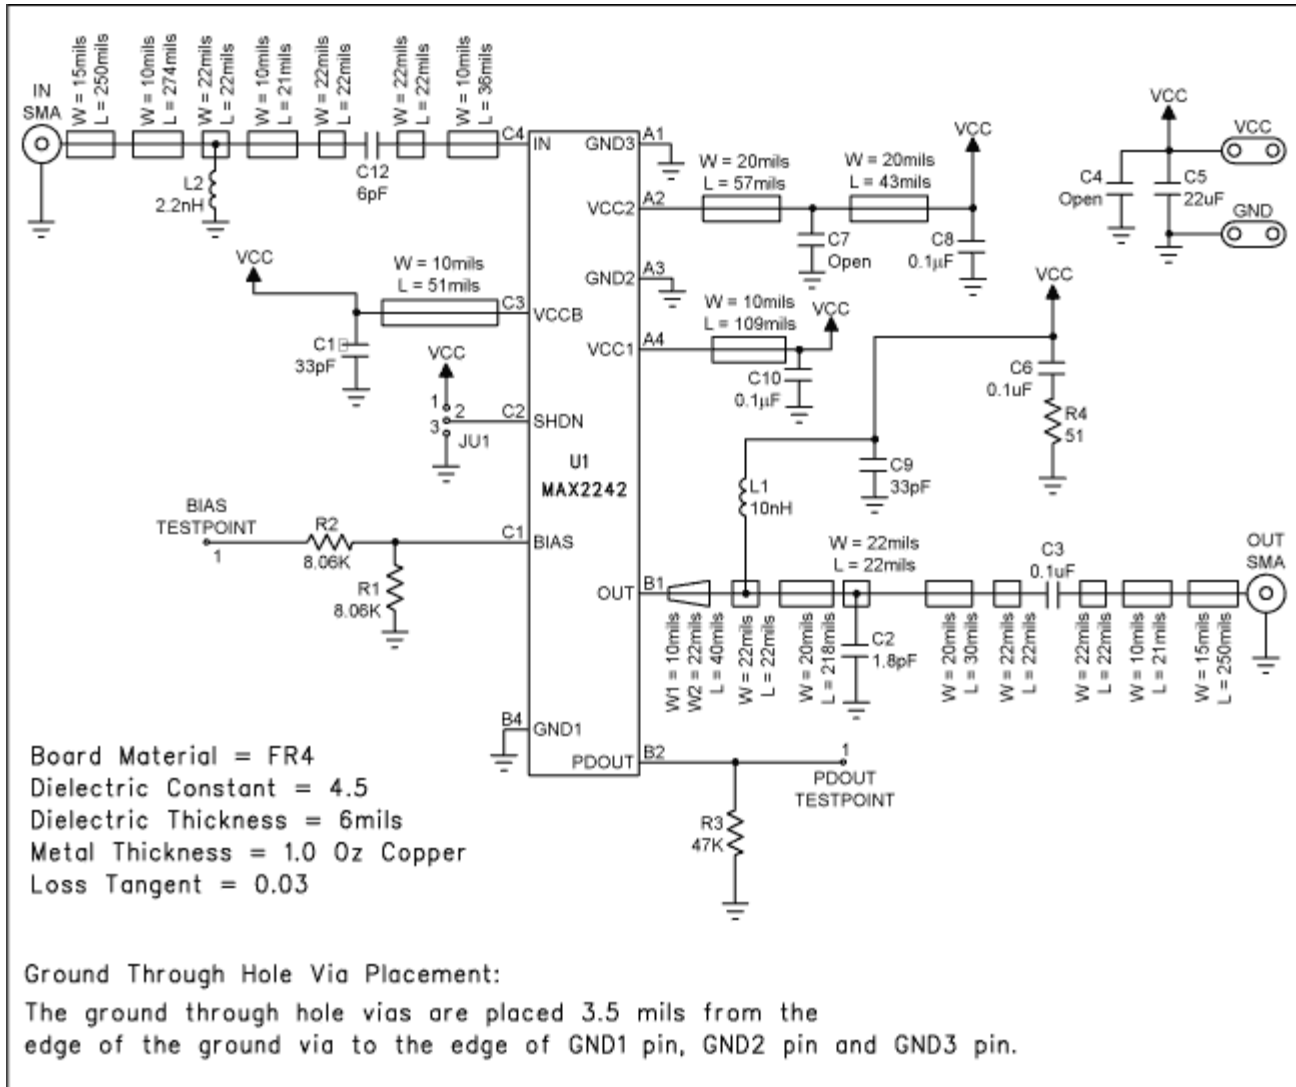 IN
SMA
W = 15mils
L = 250mils
W = 10mils
L = 274mils
W = 22mils
L = 22mils
W = 10mils
L = 21mils
W = 22mils
L = 22mils
W = 22mils
L = 22mils
W = 10mils
L = 36mils
L2
2.2nH
C12
6pF
C4
IN
GND3
A1
W = 20mils
L = 57mils
W = 20mils
L = 43mils
VCC
VCC2
A2
C7
Open
C8
0.1μF
VCC
C4
Open
C5
22uF
VCC
GND
VCC
W = 10mils
L = 51mils
C3
VCCB
C1
33pF
GND2
A3
W = 10mils
L = 109mils
VCC
VCC1
A4
C10
0.1μF
VCC
C6
0.1uF
R4
51
VCC
1
2
3
JU1
C2
SHDN
U1
MAX2242
L1
10nH
C9
33pF
BIAS
TESTPOINT
1
R2
8.06K
R1
8.06K
C1
BIAS
OUT
B1
W1 = 10mils
W2 = 22mils
L = 40mils
W = 22mils
L = 22mils
W = 20mils
L = 218mils
W = 22mils
L = 22mils
C2
1.8pF
W = 20mils
L = 30mils
W = 22mils
L = 22mils
C3
0.1uF
W = 22mils
L = 22mils
W = 10mils
L = 21mils
W = 15mils
L = 250mils
OUT
SMA
B4
GND1
PDOUT
B2
1
PDOUT
TESTPOINT
R3
47K
Board Material = FR4
Dielectric Constant = 4.5
Dielectric Thickness = 6mils
Metal Thickness = 1.0 Oz Copper
Loss Tangent = 0.03
Ground Through Hole Via Placement:
The ground through hole vias are placed 3.5 mils from the
edge of the ground via to the edge of GND1 pin, GND2 pin and GND3 pin.